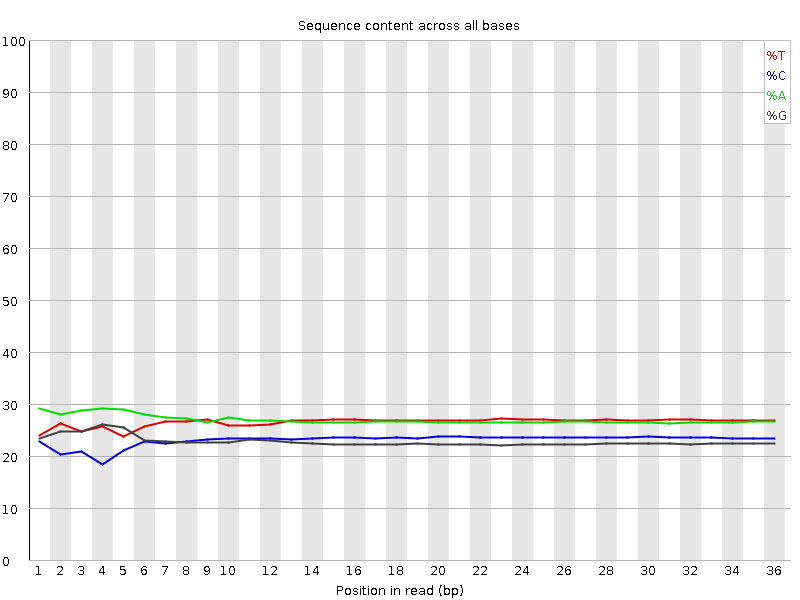 Sequence content across all bases
100
90
80
70
60
50
40
30
20
10
0
%T
%C
%A
%G
1 2 3 4 5 6 7 8 9 10 12 14 16 18 20 22 24 26 28 30 32 34 36
Position in read (bp)